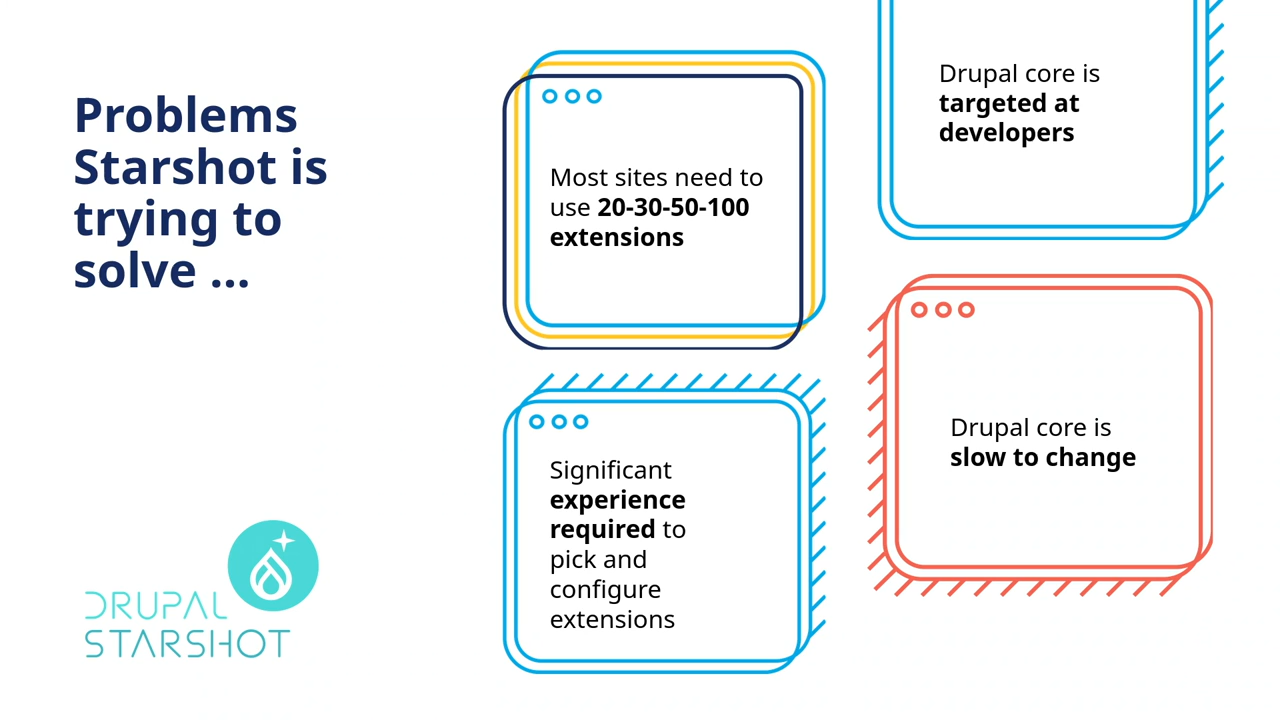 Problems
Starshot is
trying to
solve ...
Most sites need to
use 20-30-50-100
extensions
Significant
experience
required to
pick and
configure
extensions
Drupal core is
targeted at
developers
Drupal core is
slow to change
DRUPAL
STARSHOT